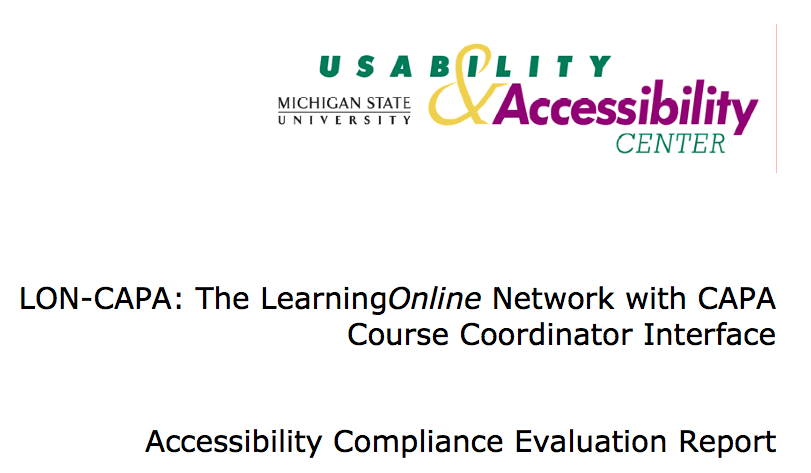 USABILITY
MICHIGAN STATE
UNIVERSITY
& Accessibility
CENTER
LON-CAPA: The LearningOnline Network with CAPA
Course Coordinator Interface
Accessibility Compliance Evaluation Report